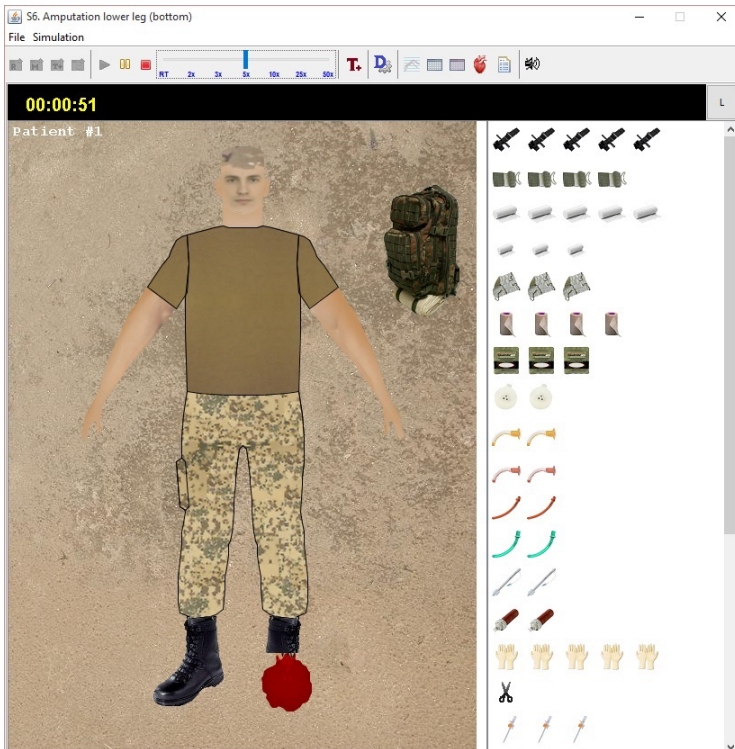 S6. Amputation lower leg (bottom)
File Simulation
RT 2x 3x 5x 10x 25x 50x
T+
D
00:00:51
L
Patient #1